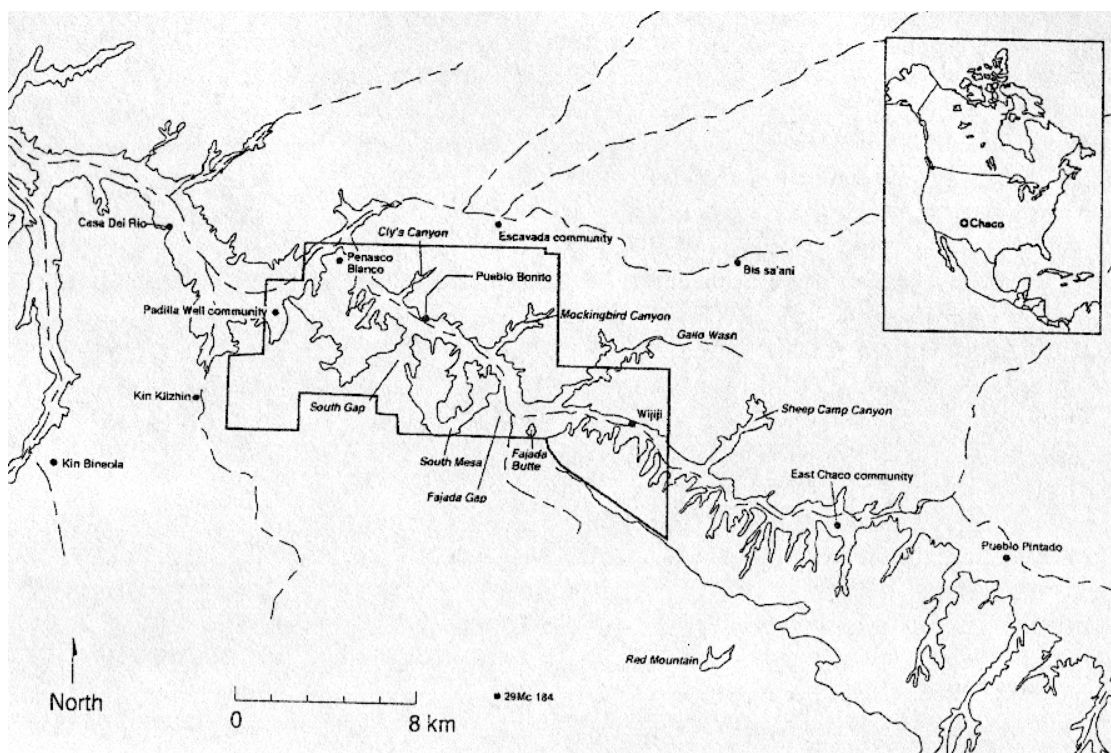 Chaco
Casa Del Rio
Cly's Canyon
Escavada community
Penasco
Blanco
Bis sa'ani
Pueblo Bonito
Padilla Well community
Mockingbird Canyon
Gallo Wash
Kin Klizhin
South Gap
Wijiji
Sheep Camp Canyon
South Mesa
Fajada
Butte
Kin Bineola
East Chaco community
Fajada Gap
Pueblo Pintado
Red Mountain
North
29Mc 184
0
8 km